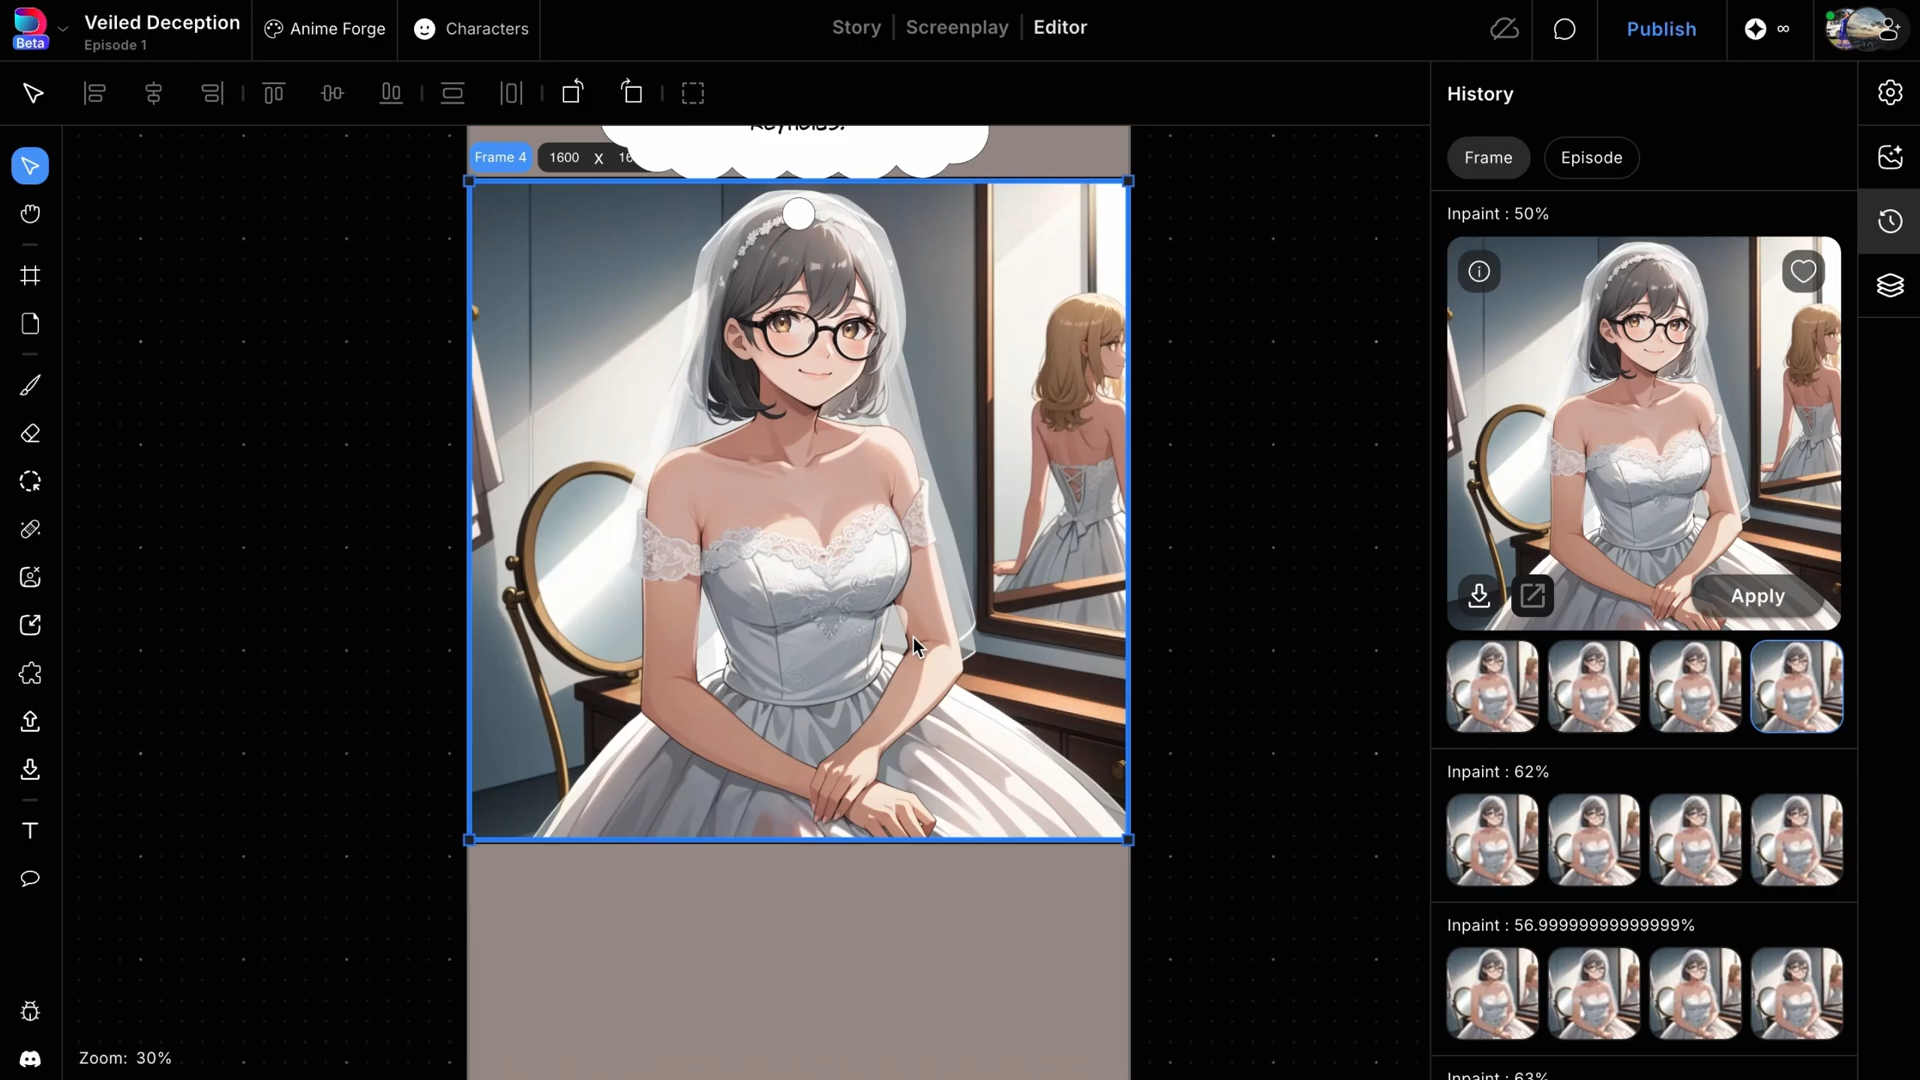 Veiled Deception
Episode 1
Beta
Anime Forge
Characters
Story
Screenplay
Editor
Publish
∞
History
Frame
Episode
Frame 4
1600 X
Inpaint : 50%
Apply
Inpaint : 62%
Inpaint : 56.99999999999999%
Inpaint : 63%
T
Zoom: 30%